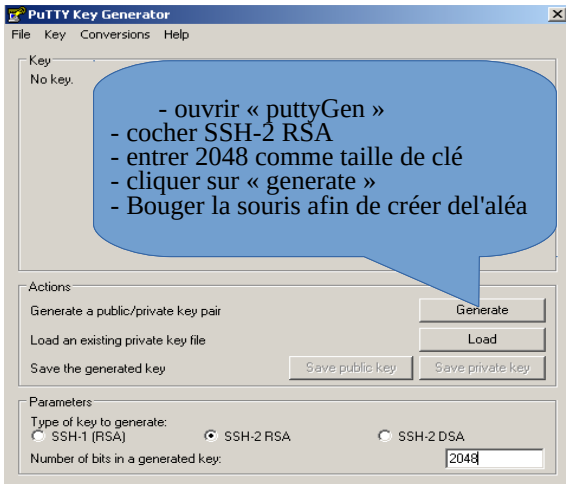 PuTTY Key Generator
File Key Conversions Help
Key
No key.
- ouvrir « puttyGen »
- cocher SSH-2 RSA
- entrer 2048 comme taille de clé
- cliquer sur « generate »
- Bouger la souris afin de créer del'aléa
Actions
Generate a public/private key pair
Generate
Load an existing private key file
Load
Save the generated key
Save public key
Save private key
Parameters
Type of key to generate:
SSH-1 (RSA)
SSH-2 RSA
SSH-2 DSA
Number of bits in a generated key:
2048